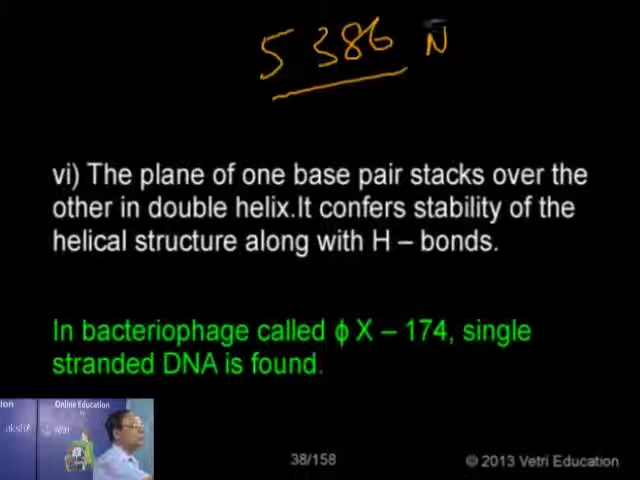 5 386 N
vi) The plane of one base pair stacks over the
other in double helix.It confers stability of the
helical structure along with H – bonds.
In bacteriophage called ϕ X – 174, single
stranded DNA is found.
Online Education
38/158
© 2013 Vetri Education